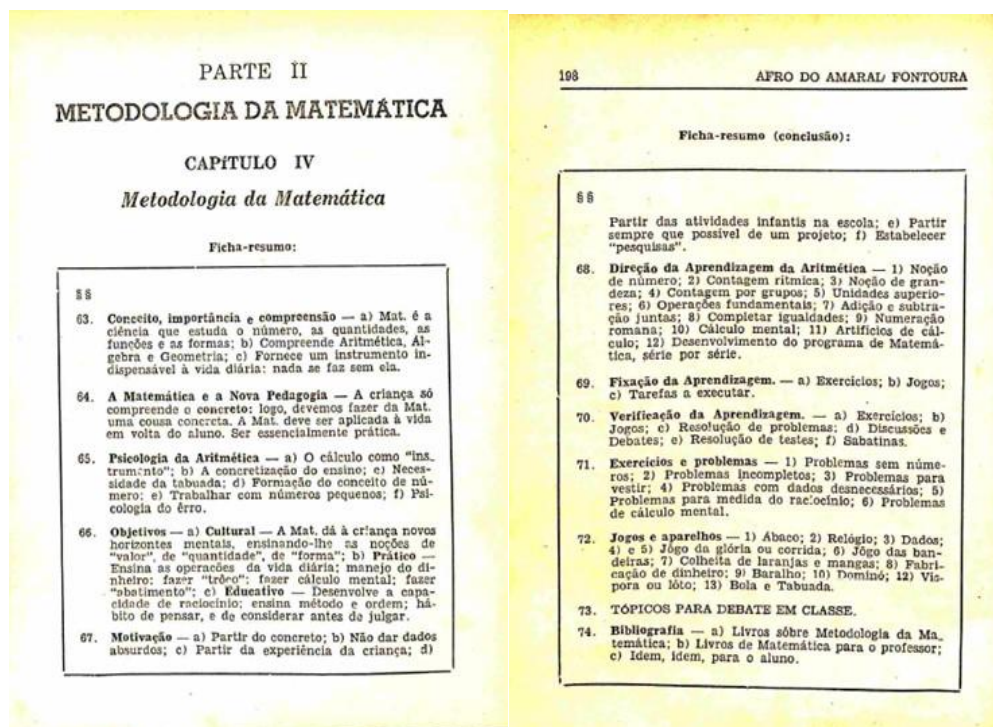 PARTE II
METODOLOGIA DA MATEMÁTICA
CAPÍTULO IV
Metodologia da Matemática
Ficha-resumo:
§§
63. Conceito, importância e compreensão — a) Mat. é a
ciência que estuda o número, as quantidades, as
funções e as formas; b) Compreende Aritmética, Ál-
gebra e Geometria; c) Fornece um instrumento in-
dispensável à vida diária: nada se faz sem ela.
64. A Matemática e a Nova Pedagogia — A criança só
compreende o concreto: logo, devemos fazer da Mat.
uma cousa concreta. A Mat. deve ser aplicada à vida
em volta do aluno. Ser essencialmente prática.
65. Psicologia da Aritmética — a) O cálculo como "ins_
trumento"; b) A concretização do ensino; c) Neces-
sidade da tabuada; d) Formação do conceito de nú-
mero; e) Trabalhar com números pequenos; f) Psi-
cologia do êrro.
66. Objetivos — a) Cultural — A Mat. dá à criança novos
horizontes mentais, ensinando-lhe as noções de
"valor", de "quantidade", de "forma"; b) Prático —
Ensina as operações da vida diária; manejo do di-
nheiro: fazer "trôco"; fazer cálculo mental; fazer
"abatimento"; c) Educativo — Desenvolve a capa-
cidade de raciocínio; ensina método e ordem; há-
bito de pensar, e de considerar antes de julgar.
67. Motivação — a) Partir do concreto; b) Não dar dados
absurdos; c) Partir da experiência da criança; d)
198 AFRO DO AMARAL FONTOURA
Ficha-resumo (conclusão):
§§
Partir das atividades infantis na escola; e) Partir
sempre que possível de um projeto; f) Estabelecer
"pesquisas".
68. Direção da Aprendizagem da Aritmética — 1) Noção
de número; 2) Contagem rítmica; 3) Noção de gran-
deza; 4) Contagem por grupos; 5) Unidades superio-
res; 6) Operações fundamentais; 7) Adição e subtra-
ção juntas; 8) Completar igualdades; 9) Numeração
romana; 10) Cálculo mental; 11) Artifícios de cál-
culo; 12) Desenvolvimento do programa de Matemá-
tica, série por série.
69. Fixação da Aprendizagem. — a) Exercícios; b) Jogos;
c) Tarefas a executar.
70. Verificação da Aprendizagem. — a) Exercícios; b)
Jogos; c) Resolução de problemas; d) Discussões e
Debates; e) Resolução de testes; f) Sabatinas.
71. Exercícios e problemas — 1) Problemas sem núme-
ros; 2) Problemas incompletos; 3) Problemas para
vestir; 4) Problemas com dados desnecessários; 5)
Problemas para medida do raciocínio; 6) Problemas
de cálculo mental.
72. Jogos e aparelhos — 1) Ábaco; 2) Relógio; 3) Dados;
4) e 5) Jôgo da glória ou corrida; 6) Jôgo das ban-
deiras; 7) Colheita de laranjas e mangas; 8) Fabri-
cação de dinheiro; 9) Baralho; 10) Dominó; 12) Vis-
pora ou lôto; 13) Bola e Tabuada.
73. TÓPICOS PARA DEBATE EM CLASSE.
74. Bibliografia — a) Livros sôbre Metodologia da Ma_
temática; b) Livros de Matemática para o professor;
c) Idem, idem, para o aluno.